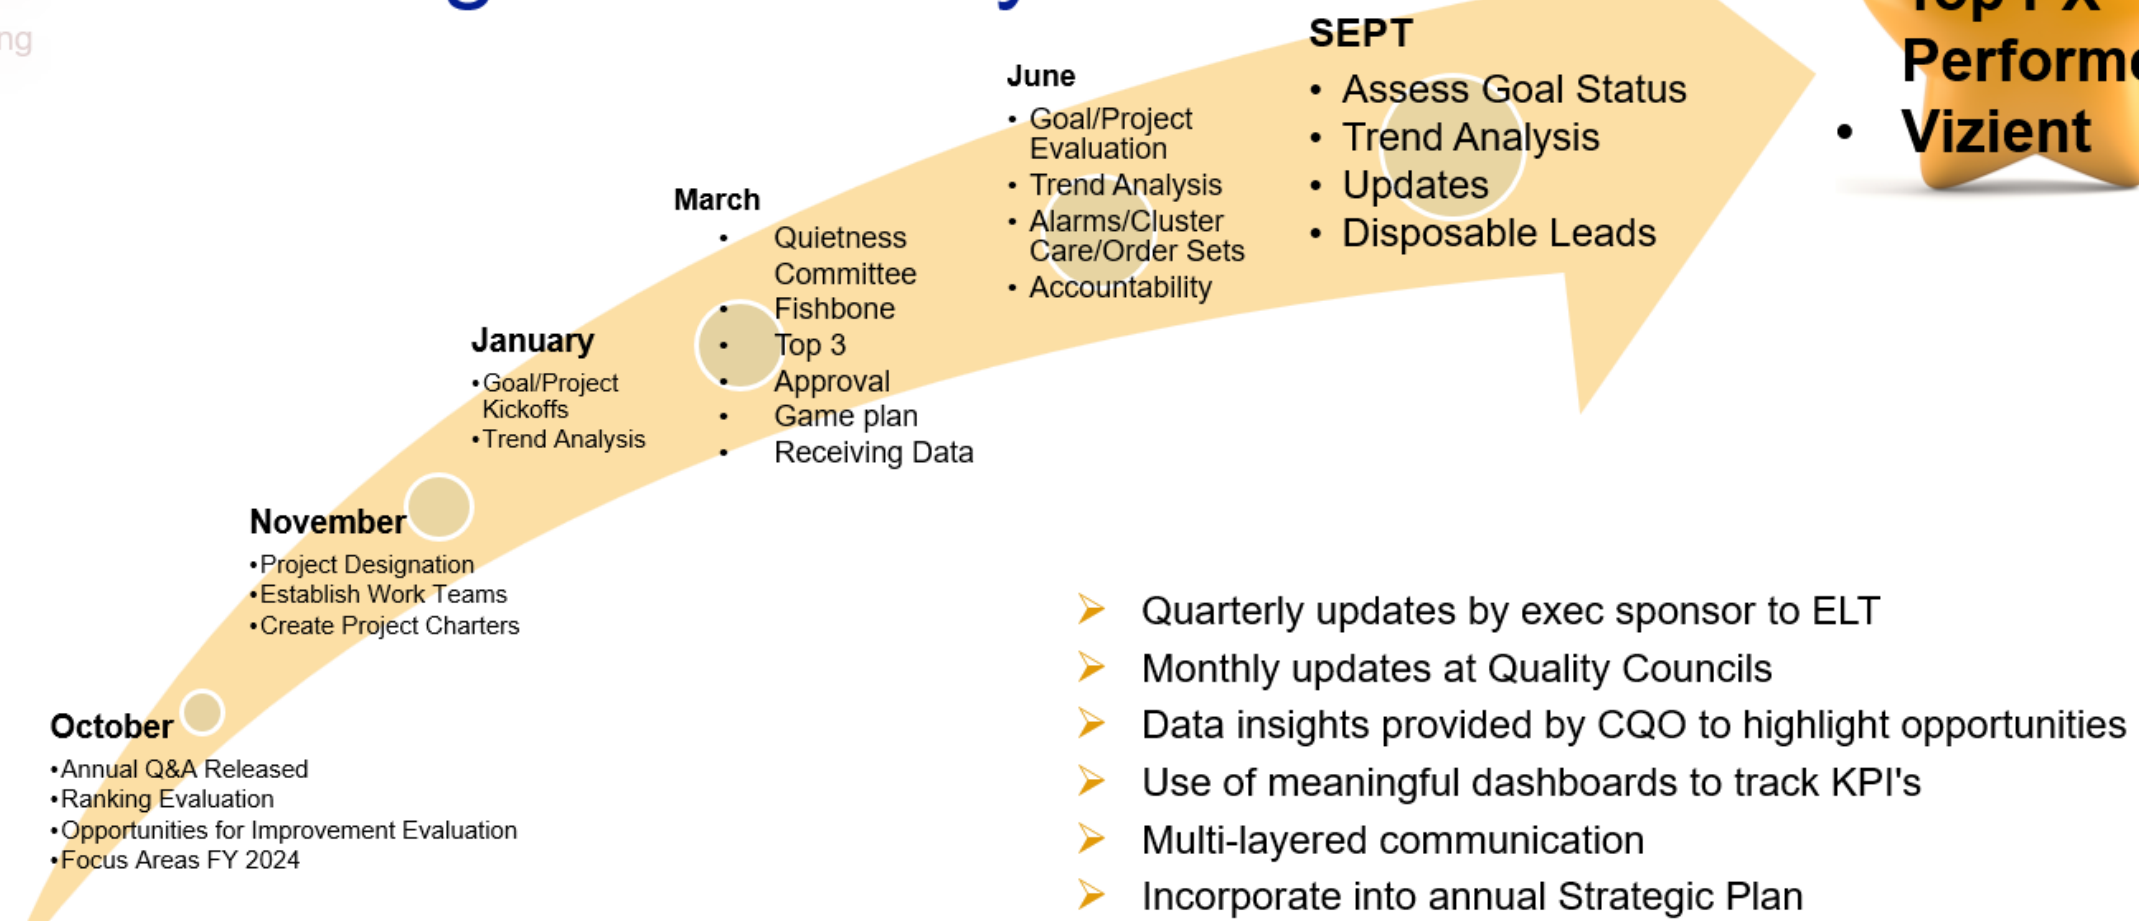 SEPT
• Assess Goal Status
• Trend Analysis
• Updates
• Disposable Leads
Vizient
June
• Goal/Project
Evaluation
• Trend Analysis
• Alarms/Cluster
Care/Order Sets
• Accountability
March
• Quietness
Committee
• Fishbone
• Top 3
• Approval
• Game plan
• Receiving Data
January
•Goal/Project
Kickoffs
•Trend Analysis
November
•Project Designation
•Establish Work Teams
•Create Project Charters
October
•Annual Q&A Released
•Ranking Evaluation
•Opportunities for Improvement Evaluation
•Focus Areas FY 2024
➢ Quarterly updates by exec sponsor to ELT
➢ Monthly updates at Quality Councils
➢ Data insights provided by CQO to highlight opportunities
➢ Use of meaningful dashboards to track KPI's
➢ Multi-layered communication
➢ Incorporate into annual Strategic Plan